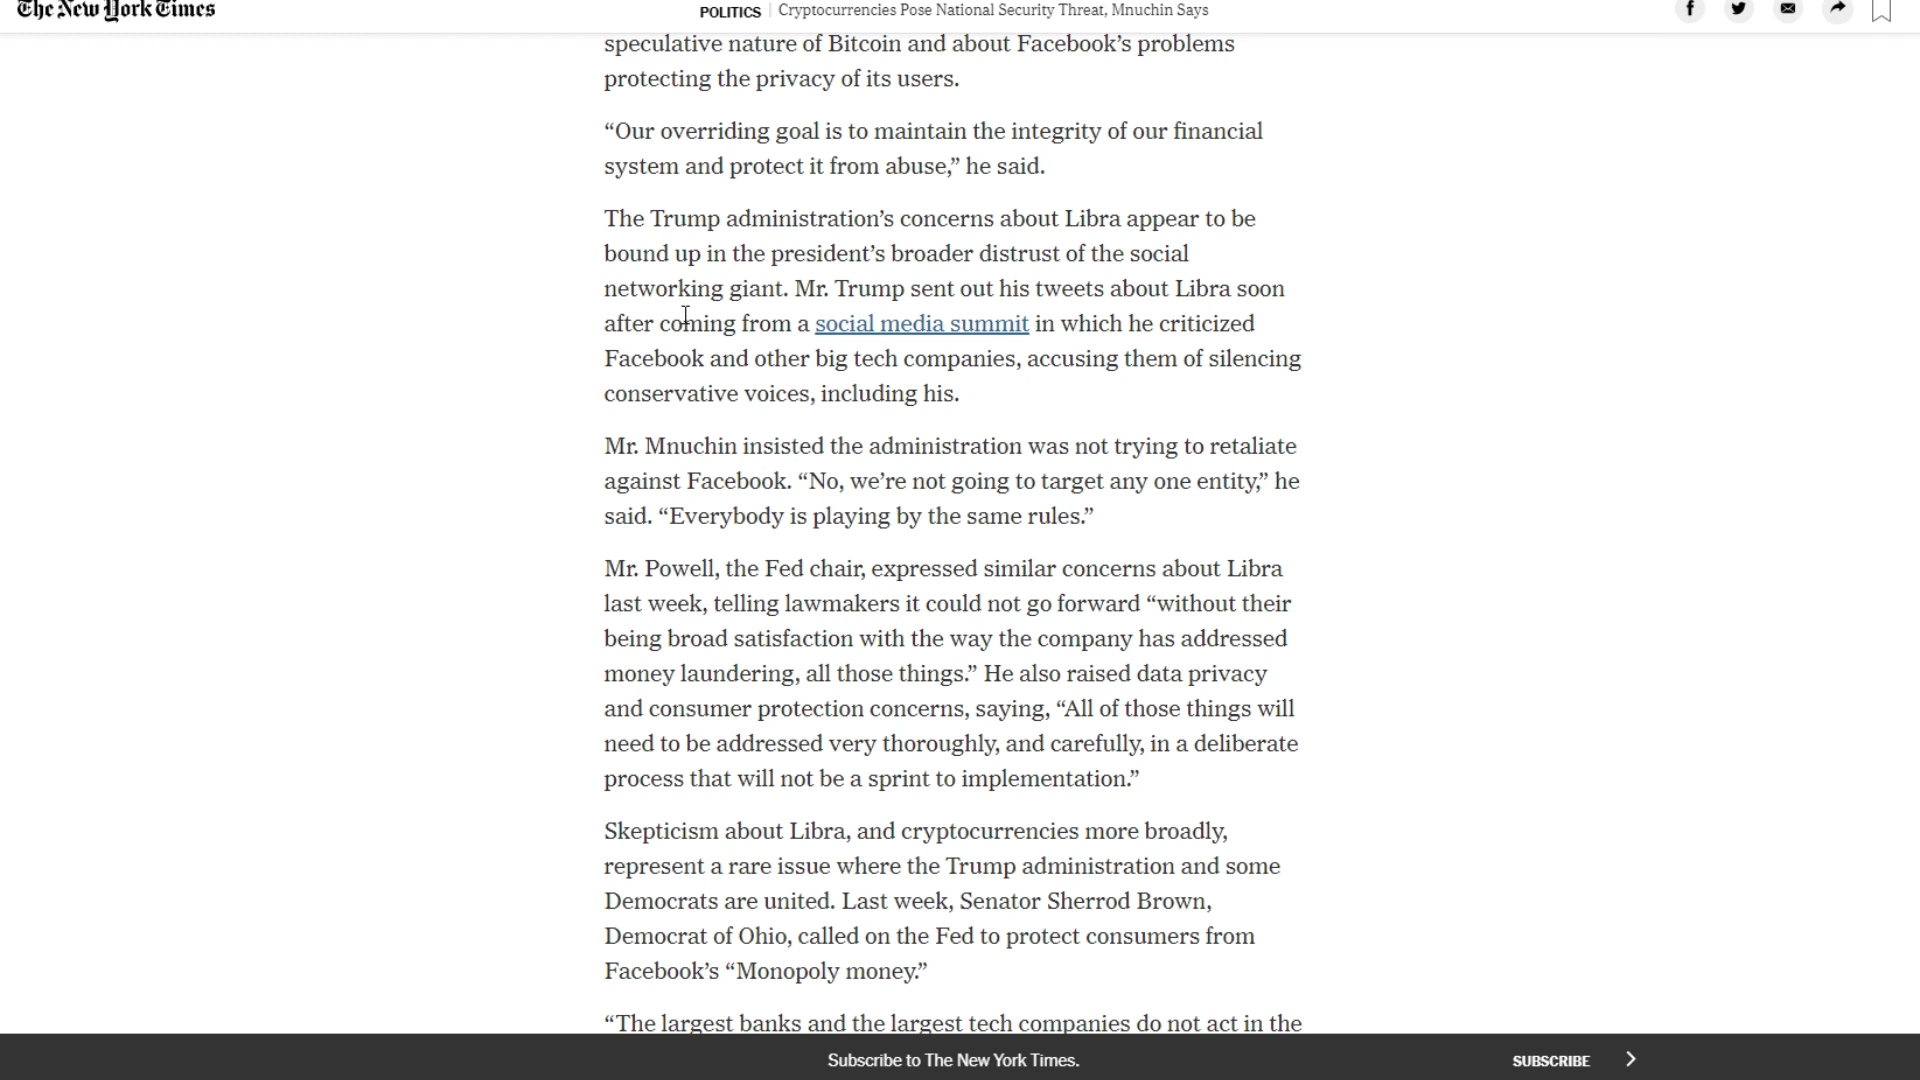 The New York Times
POLITICS | Cryptocurrencies Pose National Security Threat, Mnuchin Says
speculative nature of Bitcoin and about Facebook’s problems
protecting the privacy of its users.
“Our overriding goal is to maintain the integrity of our financial
system and protect it from abuse,” he said.
The Trump administration’s concerns about Libra appear to be
bound up in the president’s broader distrust of the social
networking giant. Mr. Trump sent out his tweets about Libra soon
after coming from a social media summit in which he criticized
Facebook and other big tech companies, accusing them of silencing
conservative voices, including his.
Mr. Mnuchin insisted the administration was not trying to retaliate
against Facebook. “No, we’re not going to target any one entity,” he
said. “Everybody is playing by the same rules.”
Mr. Powell, the Fed chair, expressed similar concerns about Libra
last week, telling lawmakers it could not go forward “without their
being broad satisfaction with the way the company has addressed
money laundering, all those things.” He also raised data privacy
and consumer protection concerns, saying, “All of those things will
need to be addressed very thoroughly, and carefully, in a deliberate
process that will not be a sprint to implementation.”
Skepticism about Libra, and cryptocurrencies more broadly,
represent a rare issue where the Trump administration and some
Democrats are united. Last week, Senator Sherrod Brown,
Democrat of Ohio, called on the Fed to protect consumers from
Facebook’s “Monopoly money.”
“The largest banks and the largest tech companies do not act in the
Subscribe to The New York Times.
SUBSCRIBE